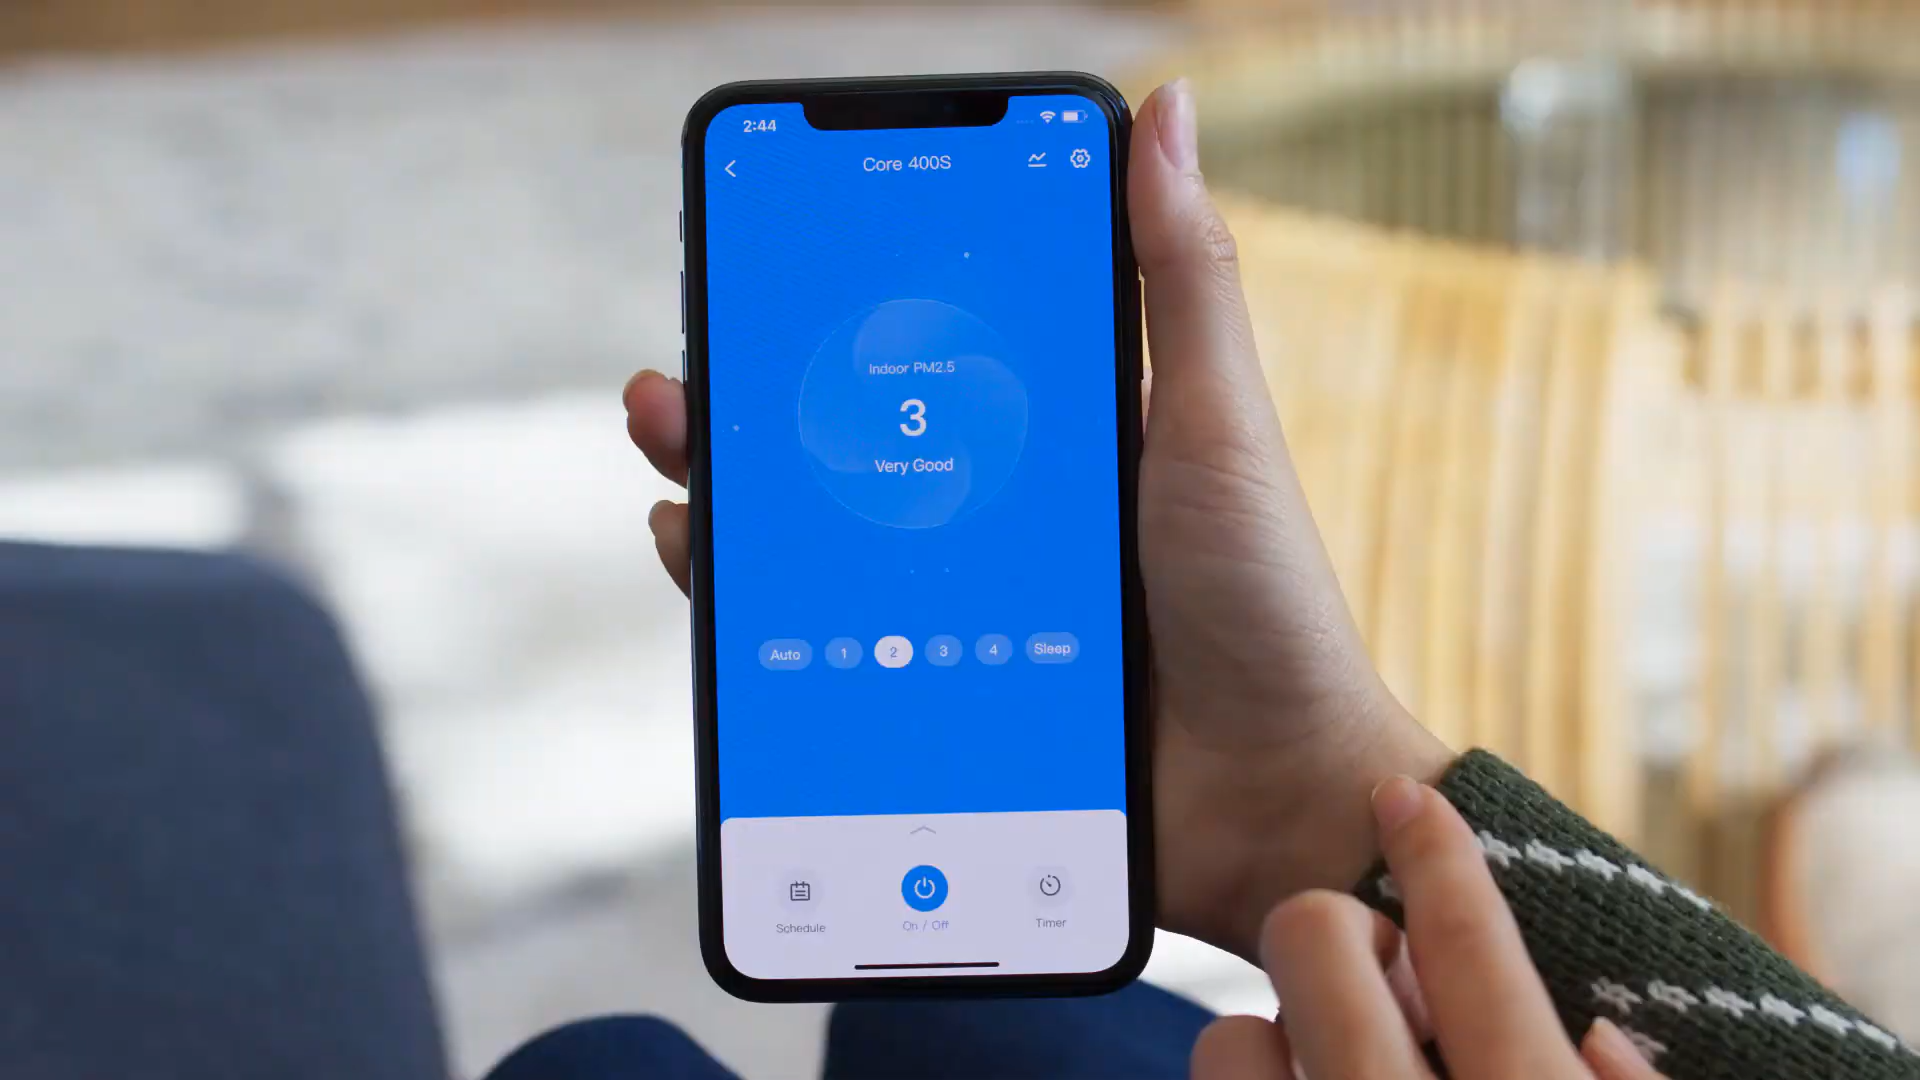 2:44
Core 400S
Indoor PM2.5
3
Very Good
Auto 1 2 3 4 Sleep
Schedule On / Off Timer